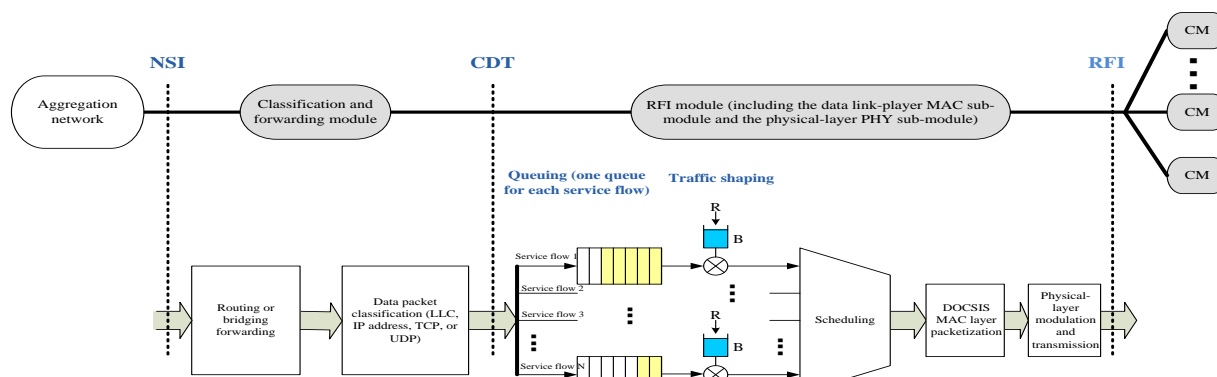 NSI
CDT
RFI
CM
Aggregation
network
Classification and
forwarding module
RFI module (including the data link-player MAC sub-
module and the physical-layer PHY sub-module)
CM
CM
Queuing (one queue
for each service flow)
Traffic shaping
R
B
Service flow 1
Service flow 2
Service flow 3
Service flow N
Routing or
bridging
forwarding
Data packet
classification (LLC,
IP address, TCP, or
UDP)
R
B
Scheduling
DOCSIS
MAC layer
packetization
Physical-
layer
modulation
and
transmission